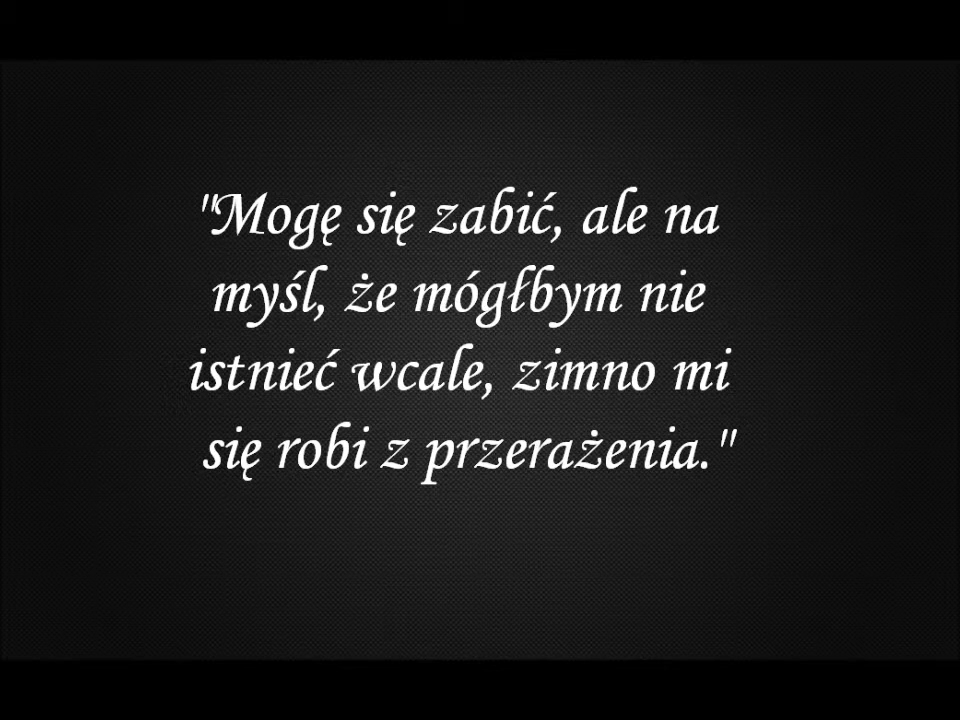 "Mogę się zabić, ale na
myśl, że mógłbym nie
istnieć wcale, zimno mi
się robi z przerażenia."